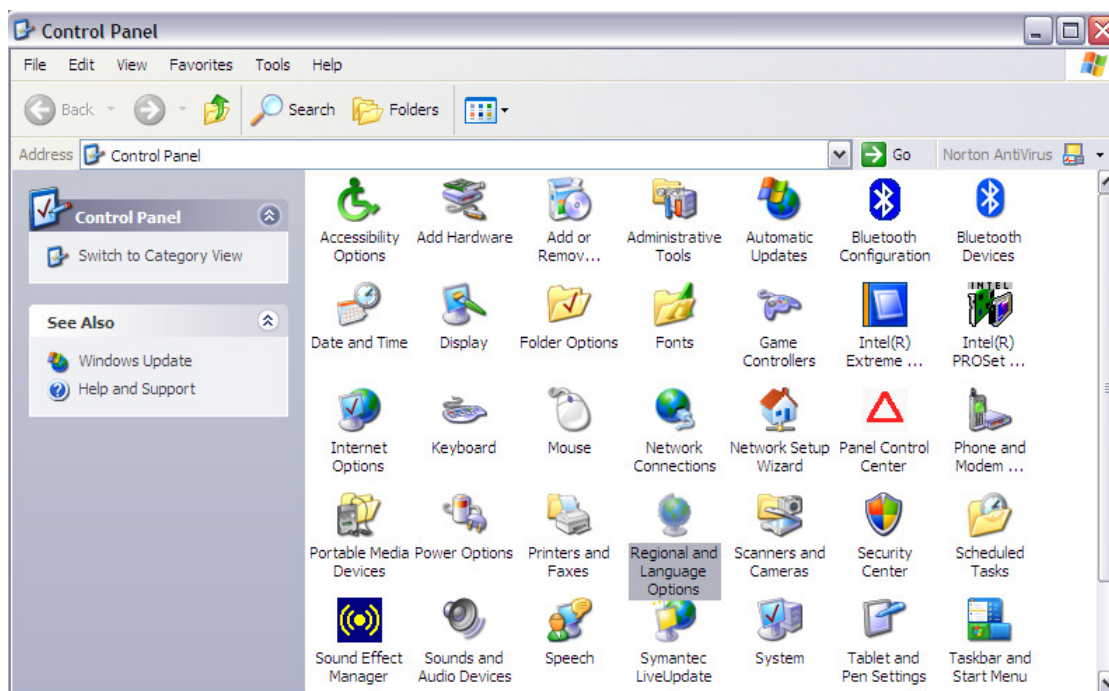 Control Panel
File Edit View Favorites Tools Help
Back Search Folders
Address Control Panel Go Norton AntiVirus
Control Panel
Switch to Category View
See Also
Windows Update
Help and Support
Accessibility Options
Add Hardware
Add or Remov...
Administrative Tools
Automatic Updates
Bluetooth Configuration
Bluetooth Devices
Date and Time
Display
Folder Options
Fonts
Game Controllers
Intel(R) Extreme ...
INTEL
Intel(R) PROSet ...
Internet Options
Keyboard
Mouse
Network Connections
Network Setup Wizard
Panel Control Center
Phone and Modem ...
Portable Media Devices
Power Options
Printers and Faxes
Regional and Language Options
Scanners and Cameras
Security Center
Scheduled Tasks
Sound Effect Manager
Sounds and Audio Devices
Speech
Symantec LiveUpdate
System
Tablet and Pen Settings
Taskbar and Start Menu